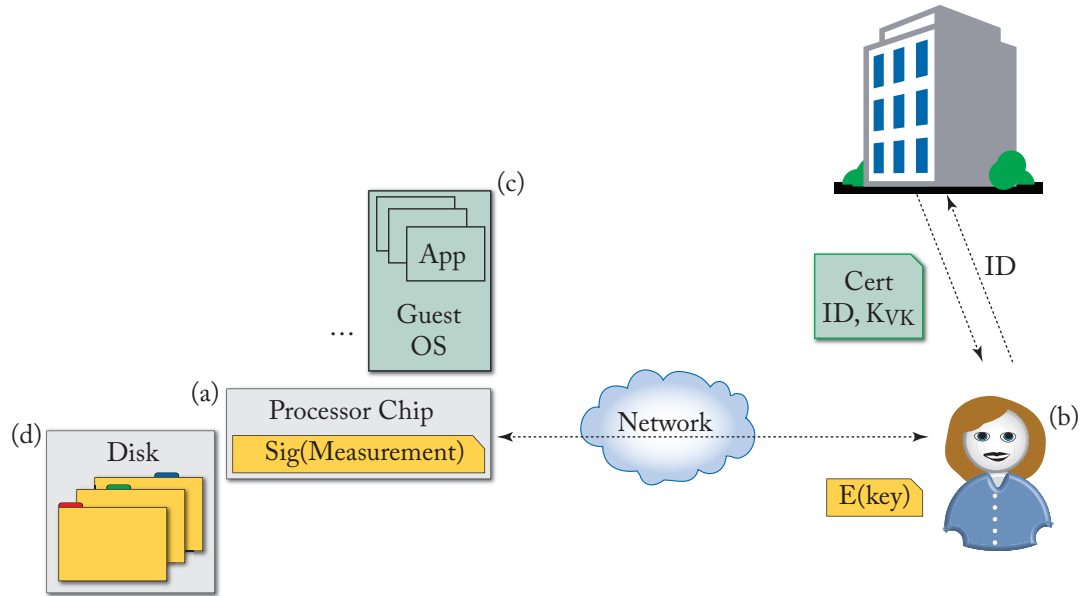 (c)
App
Guest
OS
...
Cert
ID, KVK
ID
(a)
Processor Chip
Sig(Measurement)
Network
(b)
E(key)
(d)
Disk